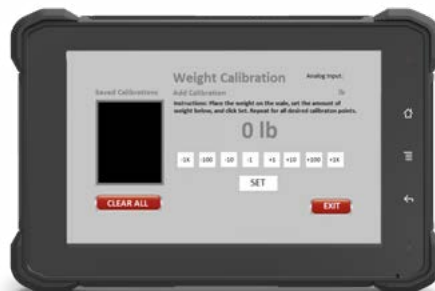 Weight Calibration
Analog Input:
Saved Calibrations
Add Calibration
lb
Instructions: Place the weight on the scale, set the amount of
weight below, and click Set. Repeat for all desired calibration points.
0 lb
-1K
-100
-10
-1
+1
+10
+100
+1K
SET
CLEAR ALL
EXIT